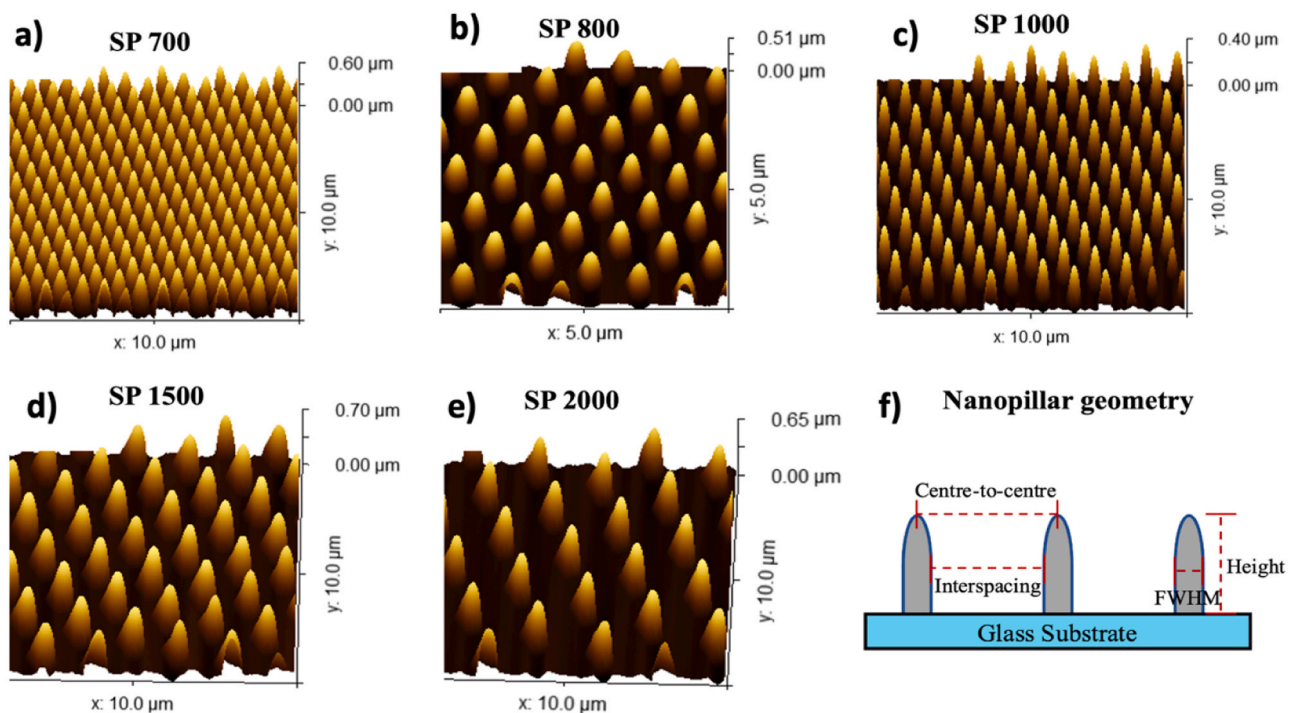 a)
SP 700
0.60 µm
0.00 µm
y: 10.0 µm
x: 10.0 µm
b)
SP 800
0.51 µm
0.00 µm
y: 5.0 µm
x: 5.0 µm
c)
SP 1000
0.40 µm
0.00 µm
y: 10.0 µm
x: 10.0 µm
d)
SP 1500
0.70 µm
0.00 µm
y: 10.0 µm
x: 10.0 µm
e)
SP 2000
0.65 µm
0.00 µm
y: 10.0 µm
x: 10.0 µm
f)
Nanopillar geometry
Centre-to-centre
Interspacing
FWHM
Height
Glass Substrate